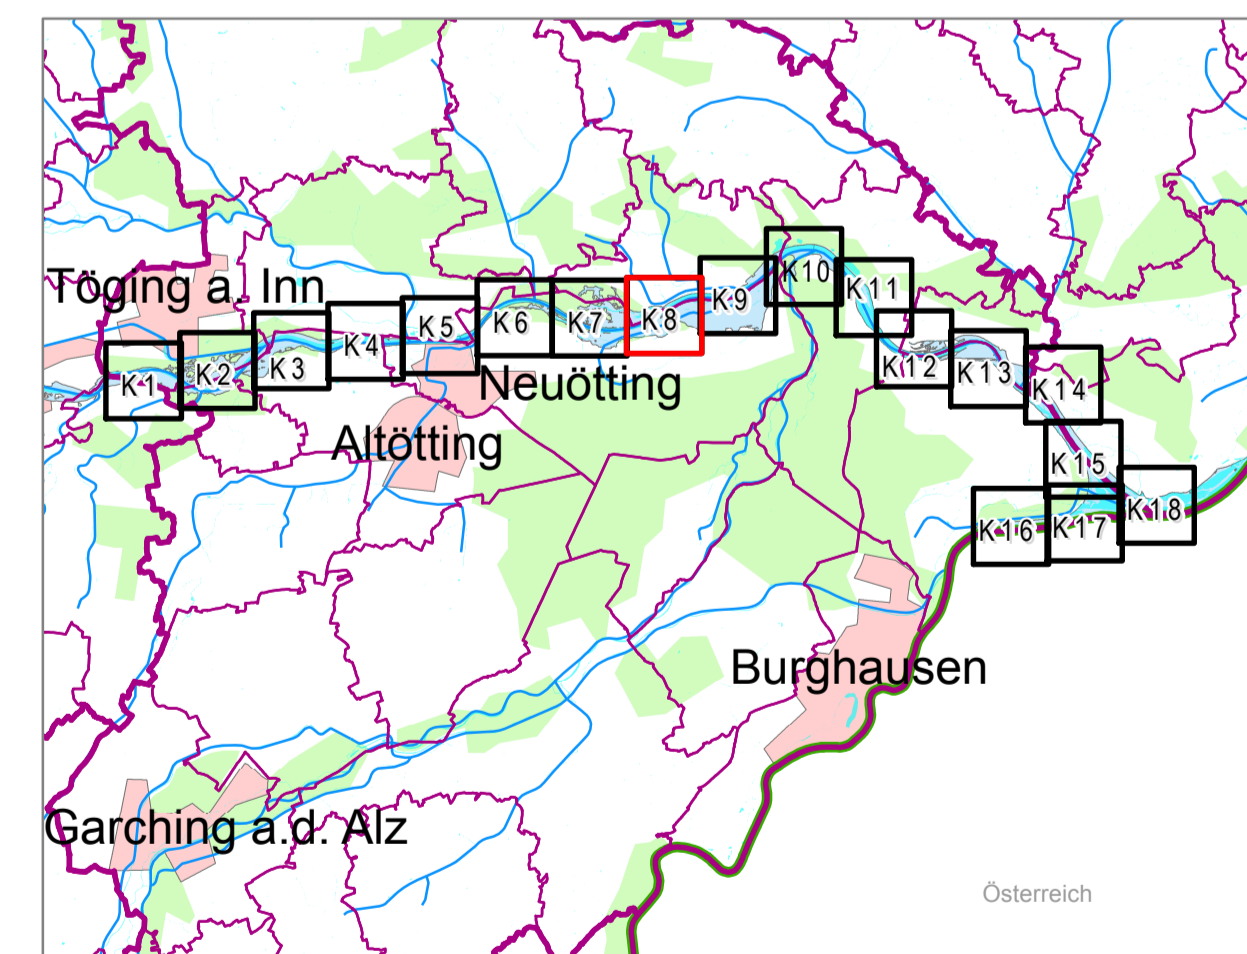 Töging a. Inn
K1
K2
K3
K4
K5
K6
K7
K8
K9
K10
K11
K12
K13
K14
K15
K16
K17
K18
Neuötting
Altötting
Burghausen
Garching a.d. Alz
Österreich